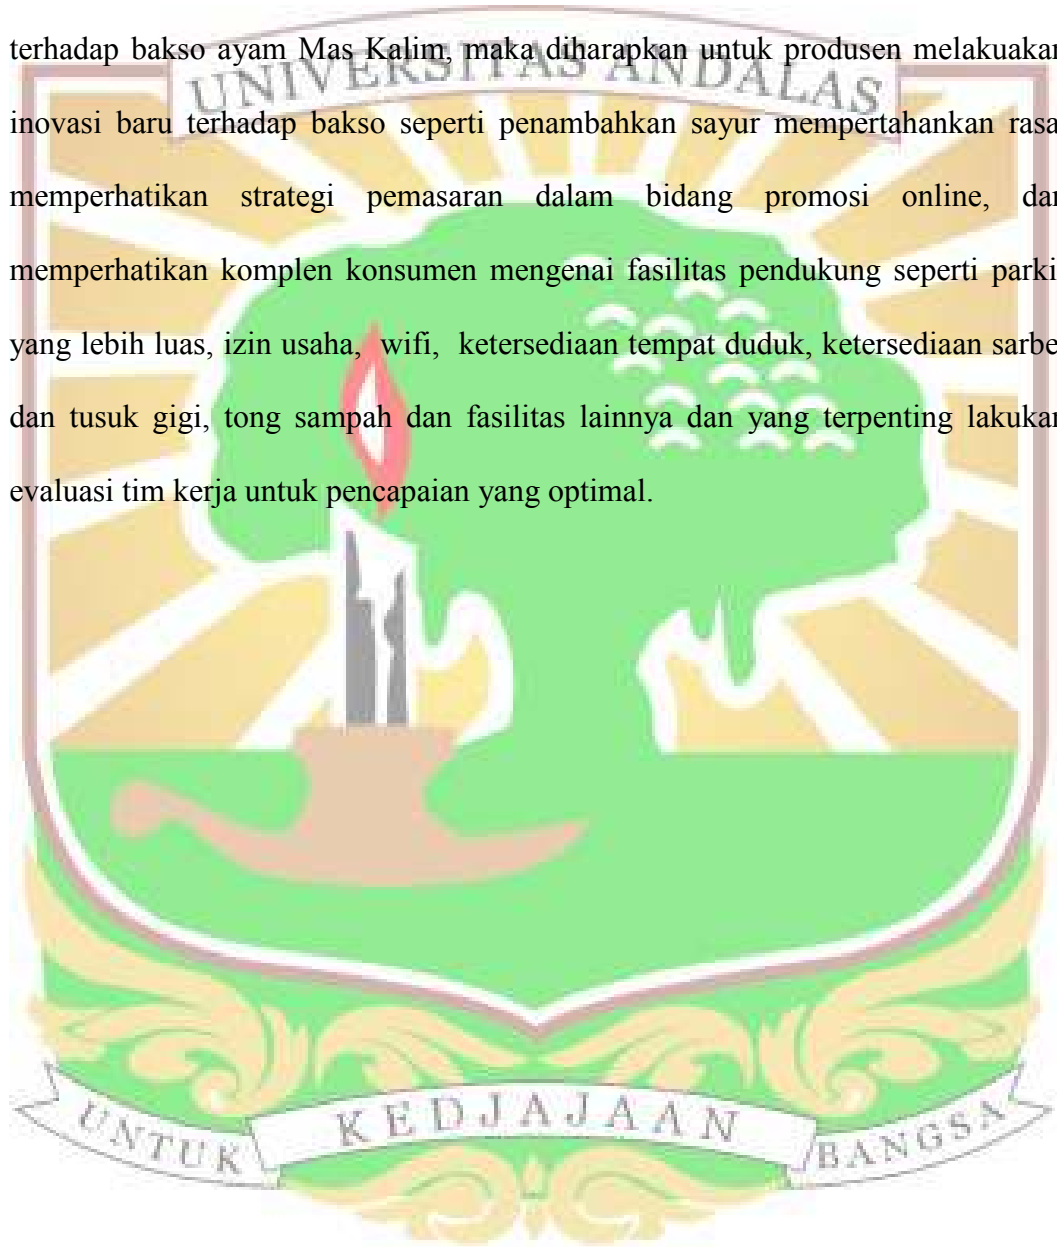 terhadap bakso ayam Mas Kalim, maka diharapkan untuk produsen melakuakan
UNIVERSITAS ANDALAS
inovasi baru terhadap bakso seperti penambahkan sayur mempertahankan rasa
memperhatikan strategi pemasaran dalam bidang promosi online, dan
memperhatikan komplen konsumen mengenai fasilitas pendukung seperti parki
yang lebih luas, izin usaha, wifi, ketersediaan tempat duduk, ketersediaan sarbe
dan tusuk gigi, tong sampah dan fasilitas lainnya dan yang terpenting lakukan
evaluasi tim kerja untuk pencapaian yang optimal.
UNTUK KEDJAJAAN BANGSA